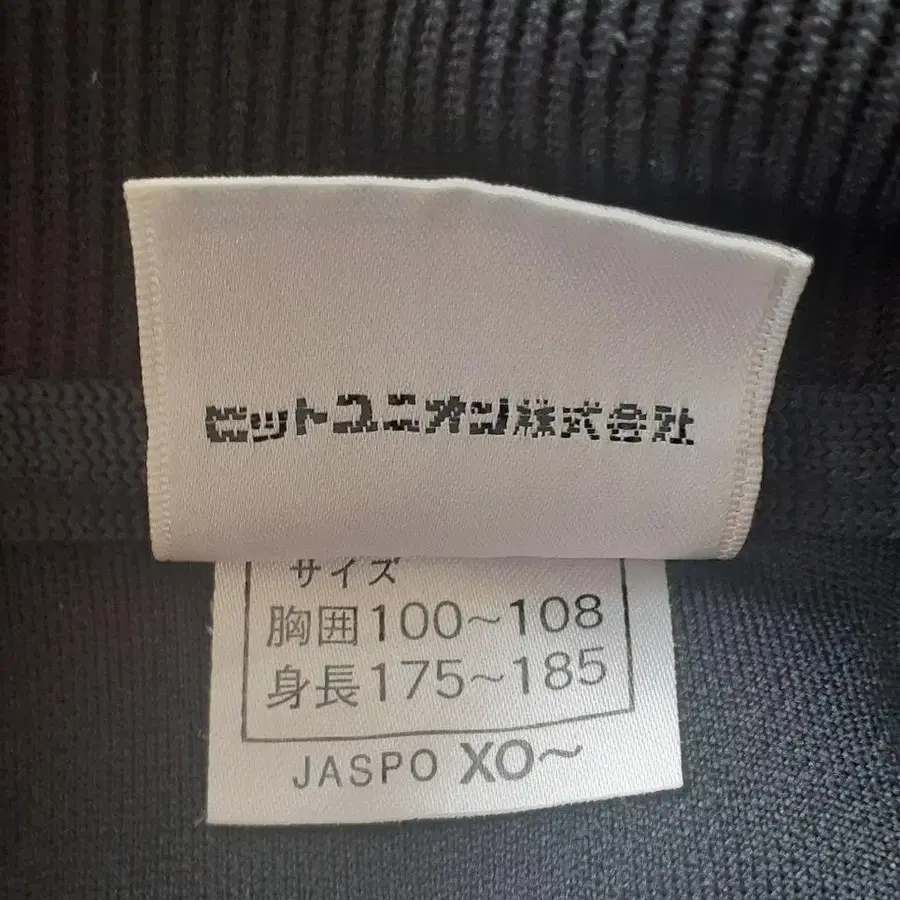 ヒットユニオン株式会社
サイズ
胸囲100~108
身長175~185
JASPO XO~